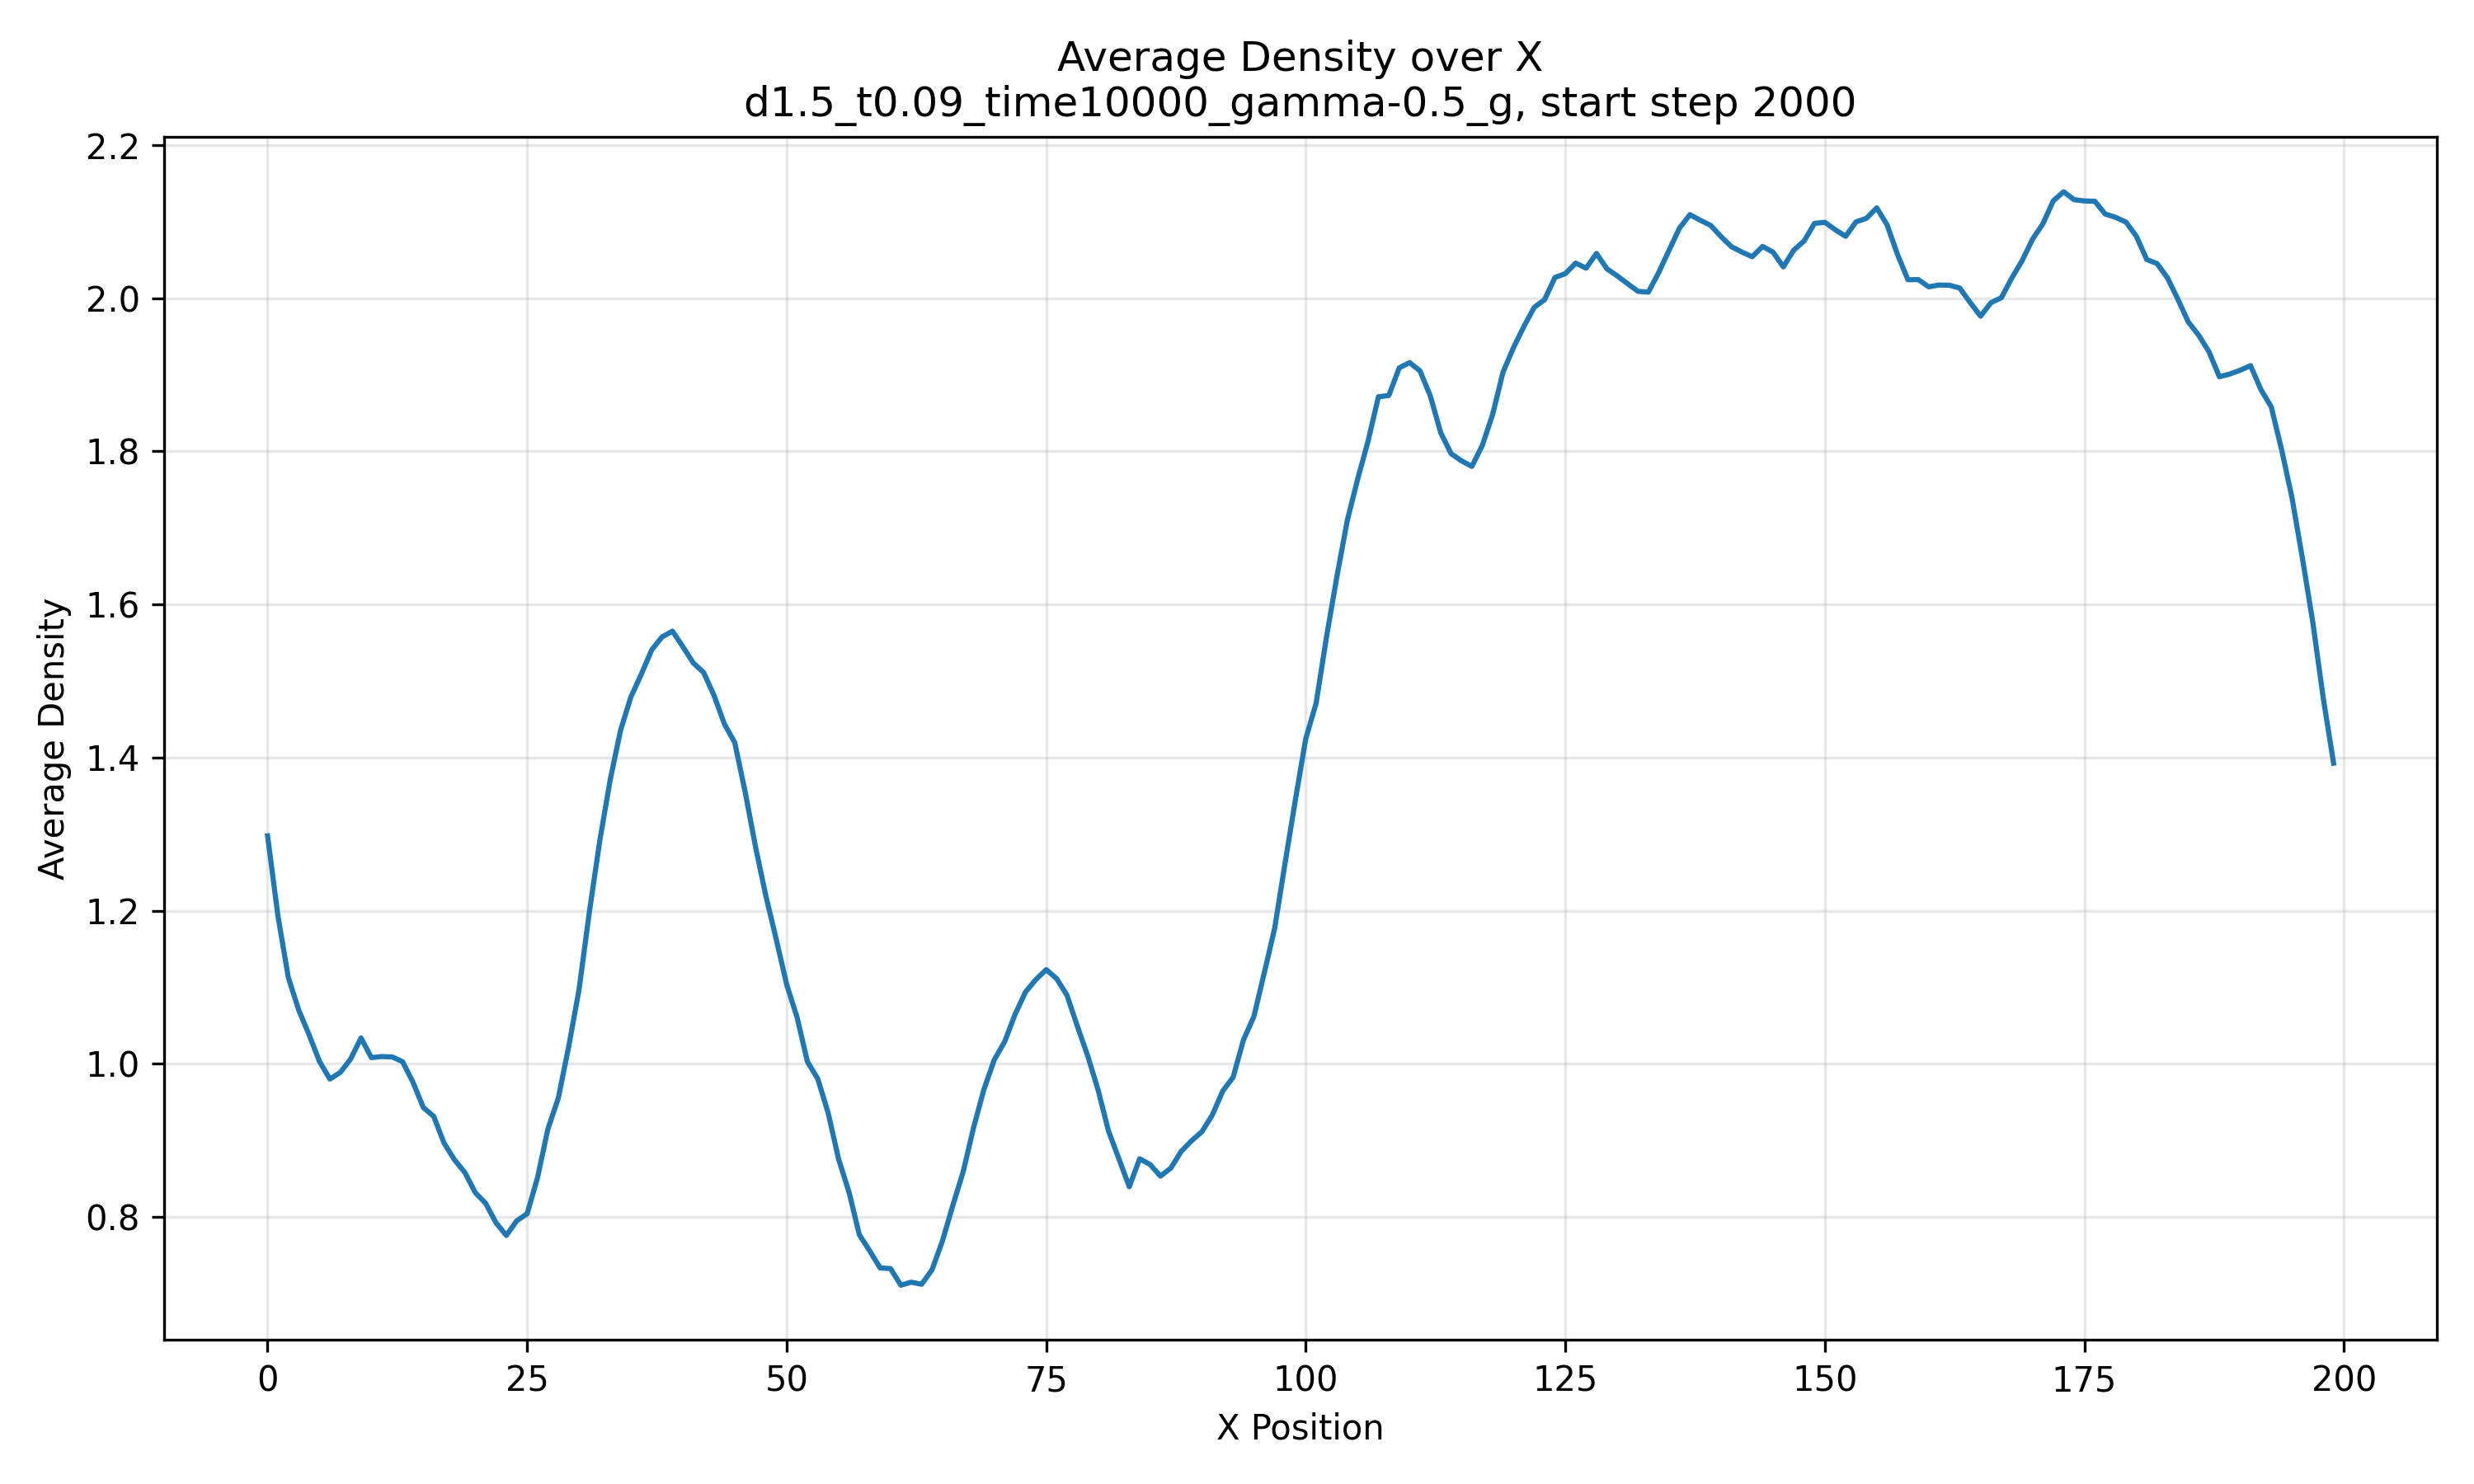 Average Density over X
d1.5_t0.09_time10000_gamma-0.5_g, start step 2000
2.2
2.0
1.8
1.6
1.4
1.2
1.0
0.8
Average Density
0 25 50 75 100 125 150 175 200
X Position